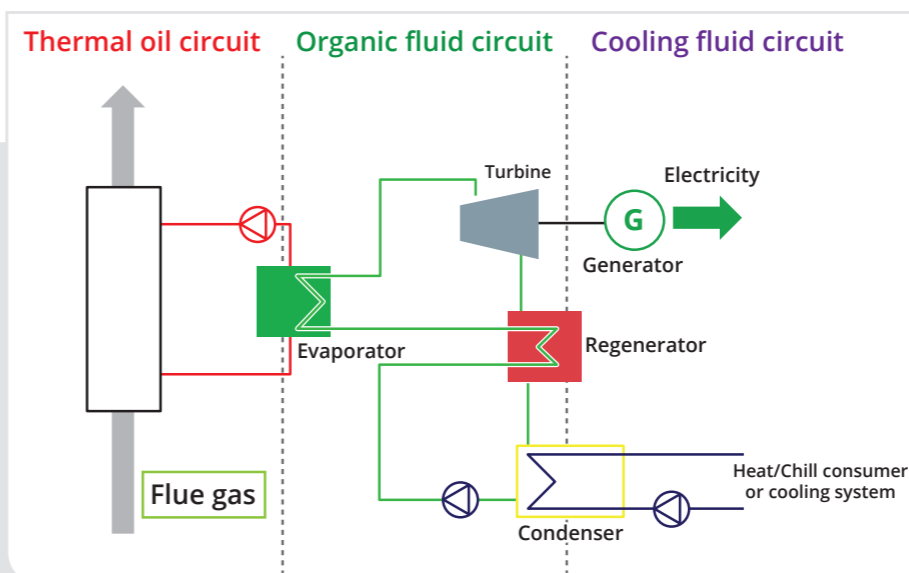 Thermal oil circuit
Organic fluid circuit
Cooling fluid circuit
Turbine
Electricity
G
Generator
Evaporator
Regenerator
Flue gas
Heat/Chill consumer
or cooling system
Condenser